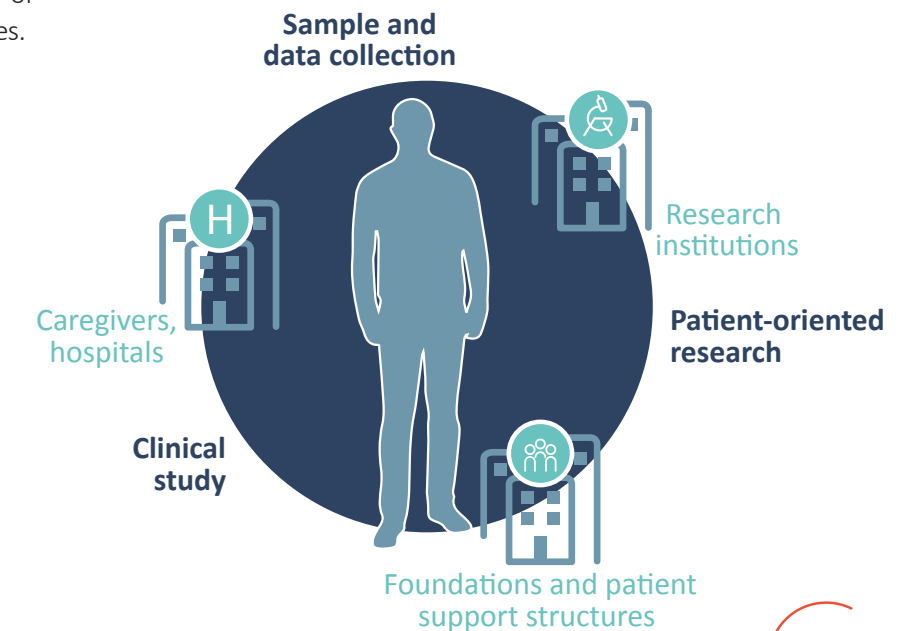 es.
Sample and
data collection
H
Research
institutions
Caregivers,
hospitals
Patient-oriented
research
Clinical
study
Foundations and patient
support structures